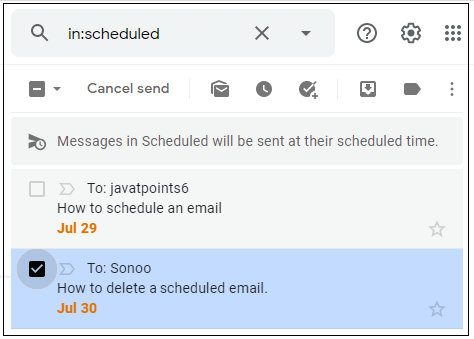 in:scheduled
Cancel send
Messages in Scheduled will be sent at their scheduled time.
To: javatpoints6
How to schedule an email
Jul 29
To: Sonoo
How to delete a scheduled email.
Jul 30